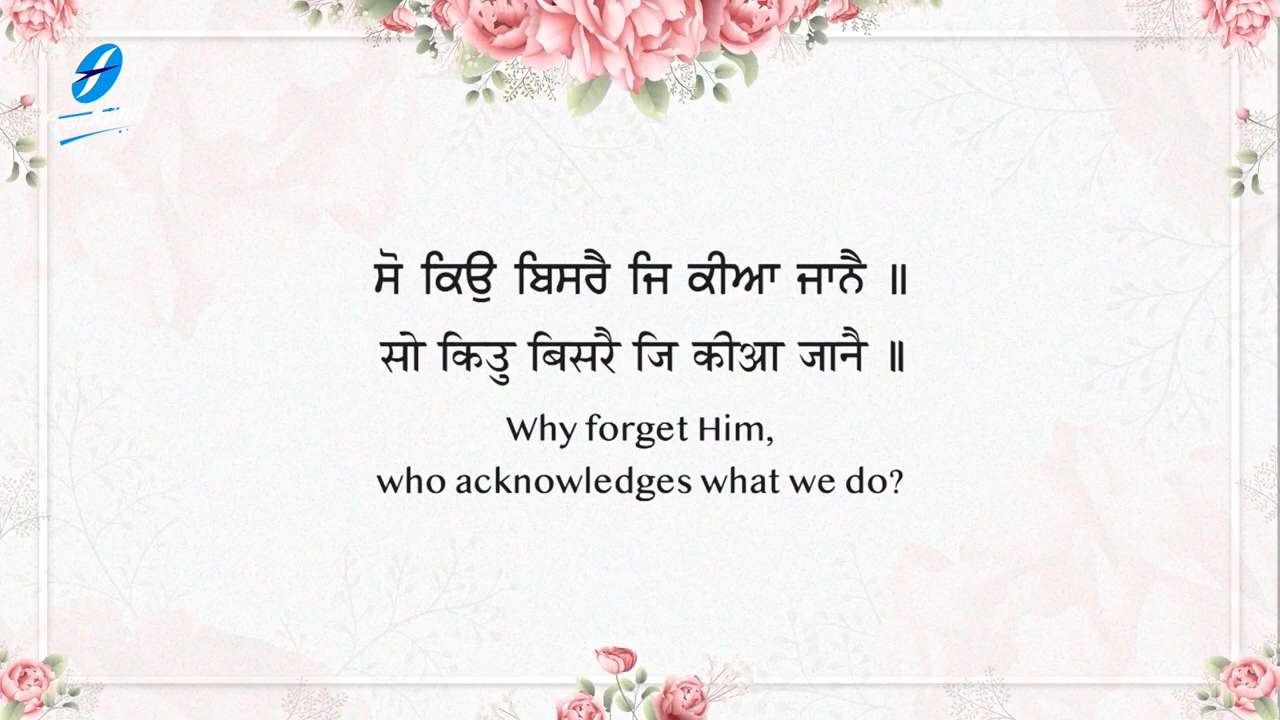 ਸੋ ਕਿਉ ਬਿਸਰੈ ਜਿ ਕੀਆ ਜਾਨੈ ॥
सो कितु बिसरै जि कीआ जानै ॥
Why forget Him,
who acknowledges what we do?